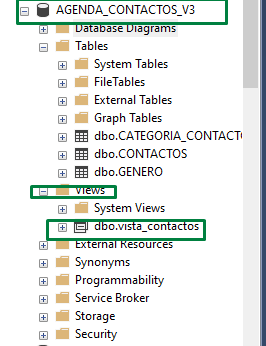 AGENDA_CONTACTOS_V3
Database Diagrams
Tables
System Tables
FileTables
External Tables
Graph Tables
dbo.CATEGORIA_CONTACTO
dbo.CONTACTOS
dbo.GENERO
Views
System Views
dbo.vista_contactos
External Resources
Synonyms
Programmability
Service Broker
Storage
Security